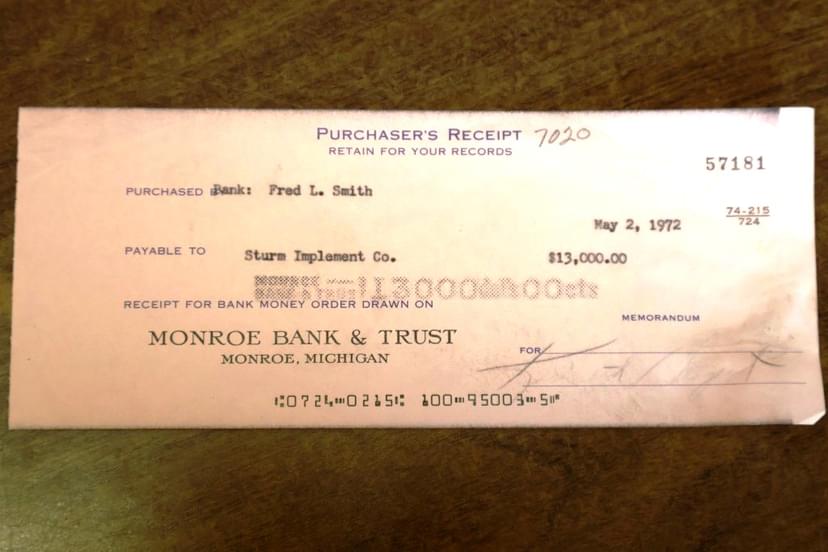 PURCHASER'S RECEIPT 7020
RETAIN FOR YOUR RECORDS
57181
PURCHASED Bank: Fred L. Smith
May 2, 1972
74-215
724
PAYABLE TO Sturm Implement Co. $13,000.00
13000 00cts
RECEIPT FOR BANK MONEY ORDER DRAWN ON
MEMORANDUM
MONROE BANK & TRUST
MONROE, MICHIGAN
FOR
⑆0724⑉0215⑆ 100⑉95003⑉5⑈